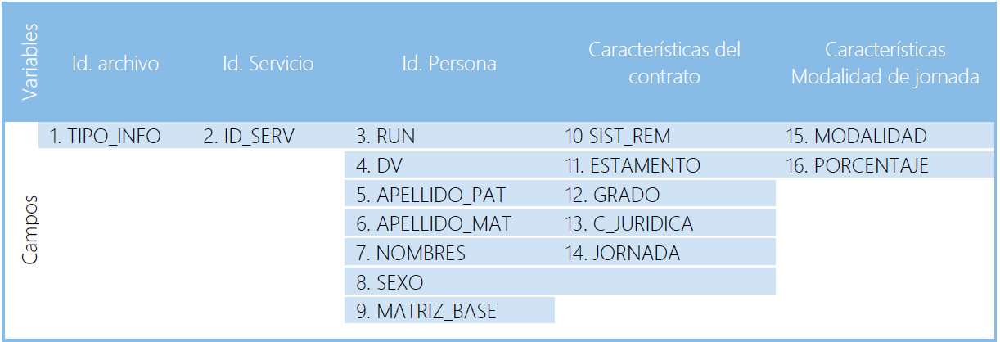 Variables
Id. archivo
Id. Servicio
Id. Persona
Características del
contrato
Características
Modalidad de jornada
Campos
1. TIPO_INFO
2. ID_SERV
3. RUN
10 SIST_REM
15. MODALIDAD
4. DV
11. ESTAMENTO
16. PORCENTAJE
5. APELLIDO_PAT
12. GRADO
6. APELLIDO_MAT
13. C_JURIDICA
7. NOMBRES
14. JORNADA
8. SEXO
9. MATRIZ_BASE